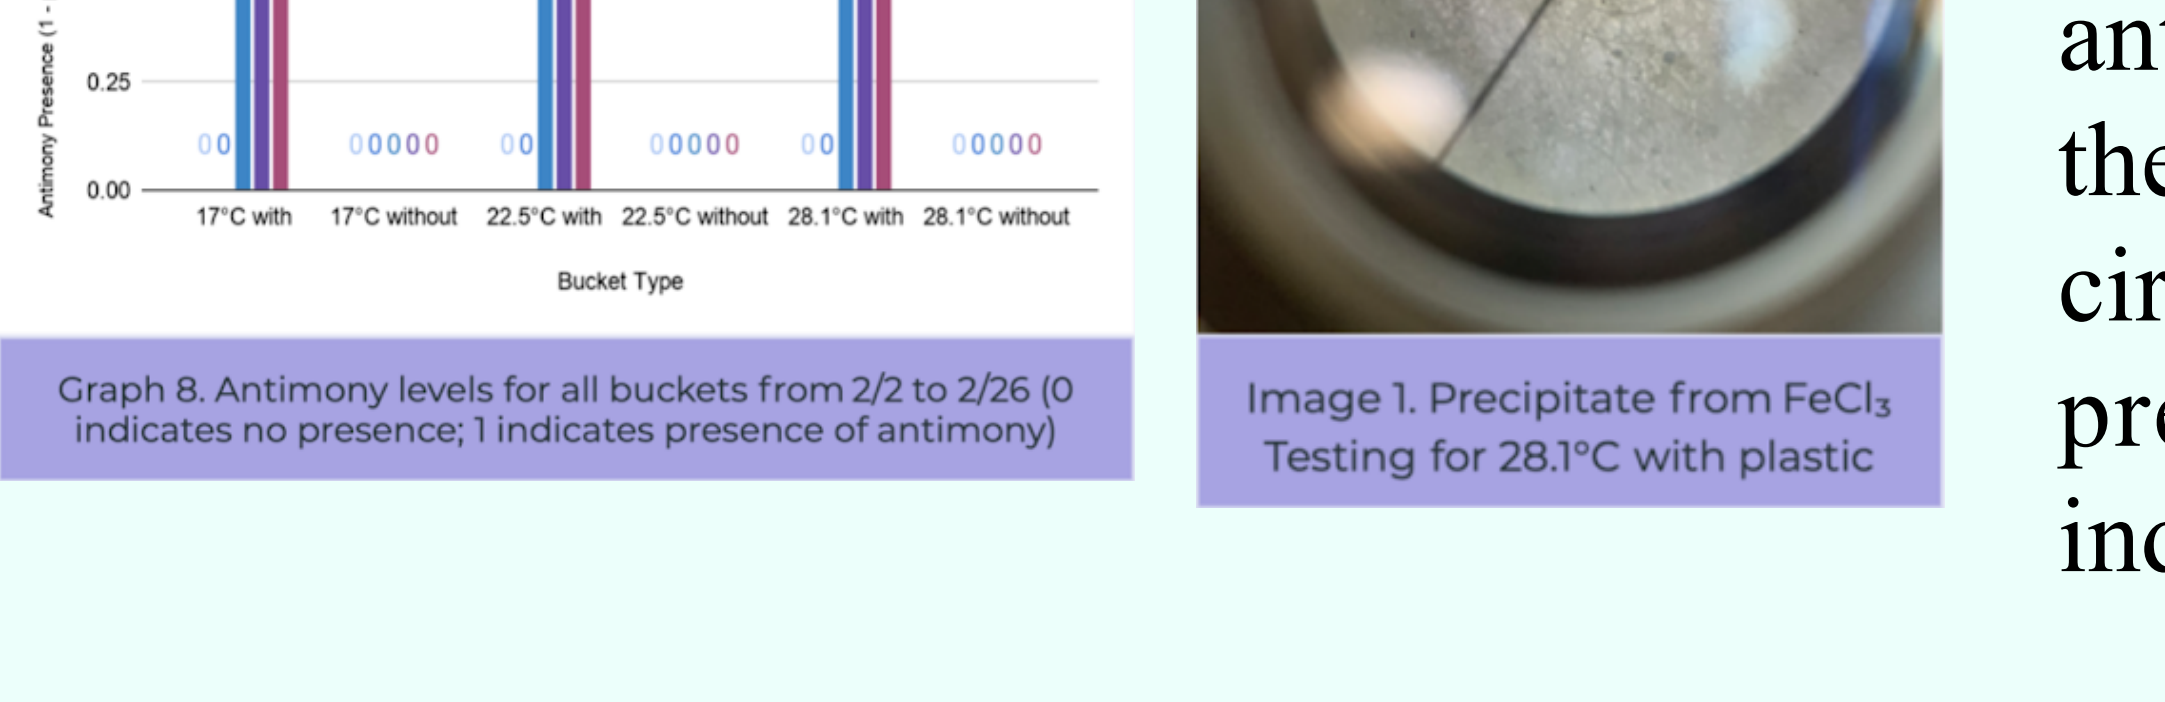 Antimony Presence (1 -
0.25
0 0
0 0 0 0 0
0 0
0 0 0 0 0
0 0
0 0 0 0 0
0.00
17°C with
17°C without
22.5°C with
22.5°C without
28.1°C with
28.1°C without
Bucket Type
Graph 8. Antimony levels for all buckets from 2/2 to 2/26 (0
indicates no presence; 1 indicates presence of antimony)
Image 1. Precipitate from FeCl₃
Testing for 28.1°C with plastic